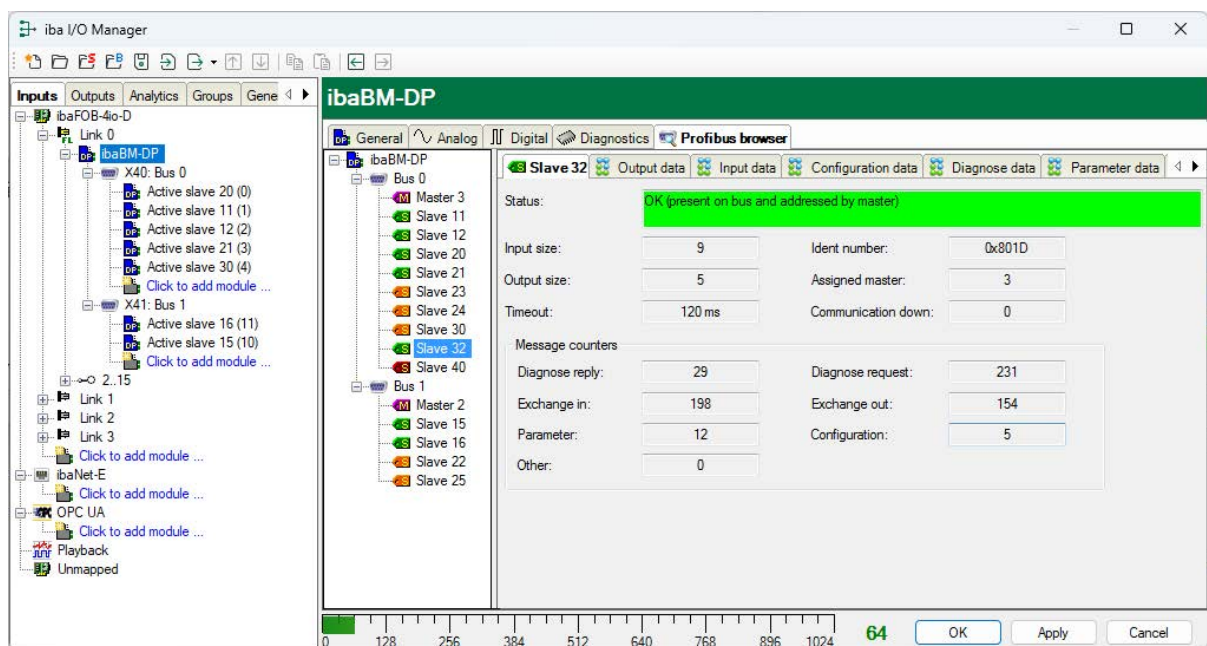 iba I/O Manager
Inputs Outputs Analytics Groups Gene
ibaFOB-4io-D
Link 0
ibaBM-DP
X40: Bus 0
Active slave 20 (0)
Active slave 11 (1)
Active slave 12 (2)
Active slave 21 (3)
Active slave 30 (4)
Click to add module ...
X41: Bus 1
Active slave 16 (11)
Active slave 15 (10)
Click to add module ...
2..15
Link 1
Link 2
Link 3
Click to add module ...
ibaNet-E
Click to add module ...
OPC UA
Click to add module ...
Playback
Unmapped
ibaBM-DP
General Analog Digital Diagnostics Profibus browser
ibaBM-DP
Bus 0
Master 3
Slave 11
Slave 12
Slave 20
Slave 21
Slave 23
Slave 24
Slave 30
Slave 32
Slave 40
Bus 1
Master 2
Slave 15
Slave 16
Slave 22
Slave 25
Slave 32 Output data Input data Configuration data Diagnose data Parameter data
Status: OK (present on bus and addressed by master)
Input size: 9 Ident number: 0x801D
Output size: 5 Assigned master: 3
Timeout: 120 ms Communication down: 0
Message counters
Diagnose reply: 29 Diagnose request: 231
Exchange in: 198 Exchange out: 154
Parameter: 12 Configuration: 5
Other: 0
0 128 256 384 512 640 768 896 1024 64 OK Apply Cancel